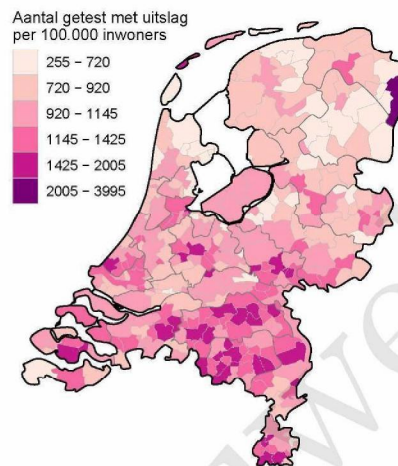 Aantal getest met uitslag
per 100.000 inwoners
255 – 720
720 – 920
920 – 1145
1145 – 1425
1425 – 2005
2005 – 3995